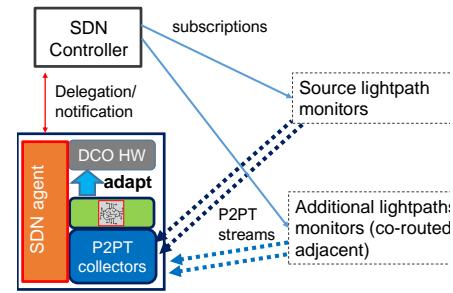 SDN
Controller
subscriptions
Delegation/
notification
Source lightpath
monitors
DCO HW
adapt
SDN agent
P2PT
collectors
P2PT
streams
Additional lightpaths
monitors (co-routed
adjacent)